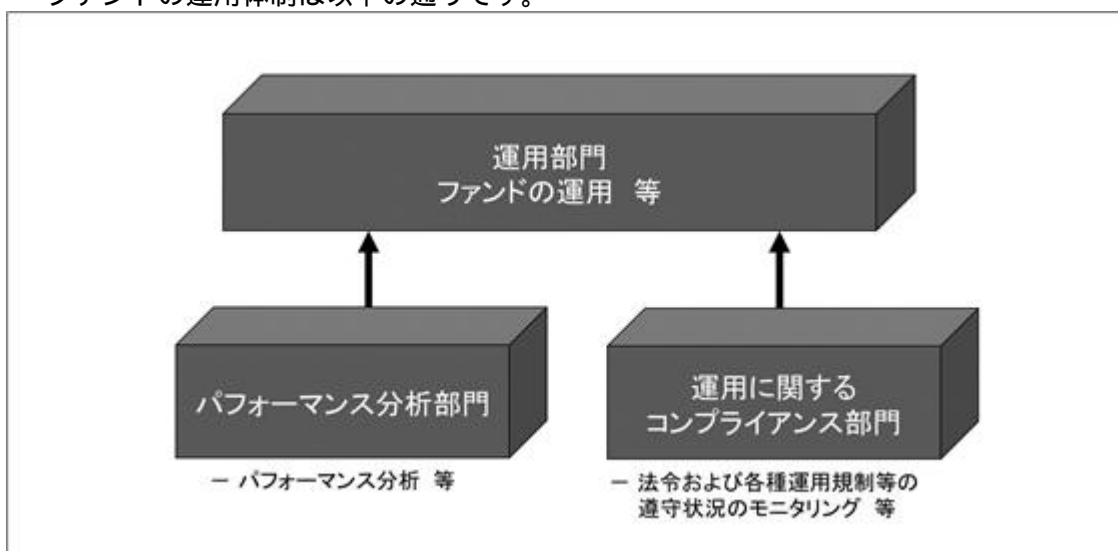 ファンドの運用体制は以下の通りです。
運用部門
ファンドの運用 等
パフォーマンス分析部門
運用に関する
コンプライアンス部門
－ パフォーマンス分析 等
－ 法令および各種運用規制等の
遵守状況のモニタリング 等